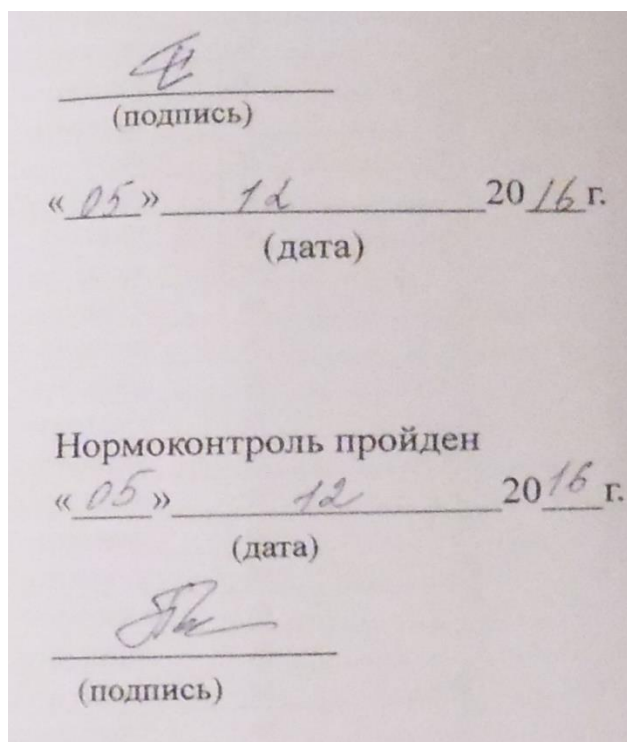 (подпись)
«05» 12 2016 г.
(дата)
Нормоконтроль пройден
«05» 12 2016 г.
(дата)
(подпись)